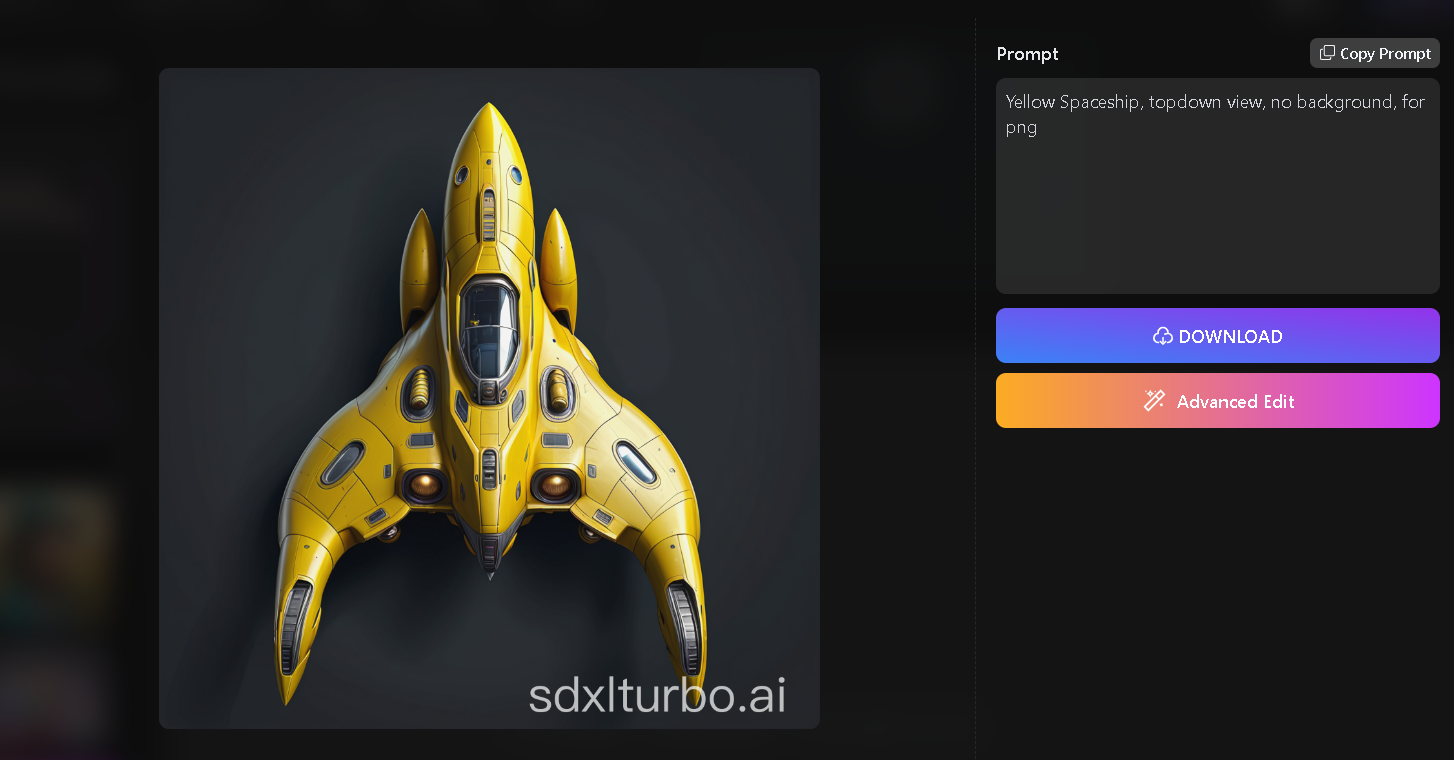 Prompt
Copy Prompt
Yellow Spaceship, topdown view, no background, for
png
DOWNLOAD
Advanced Edit
sdxlturbo.ai